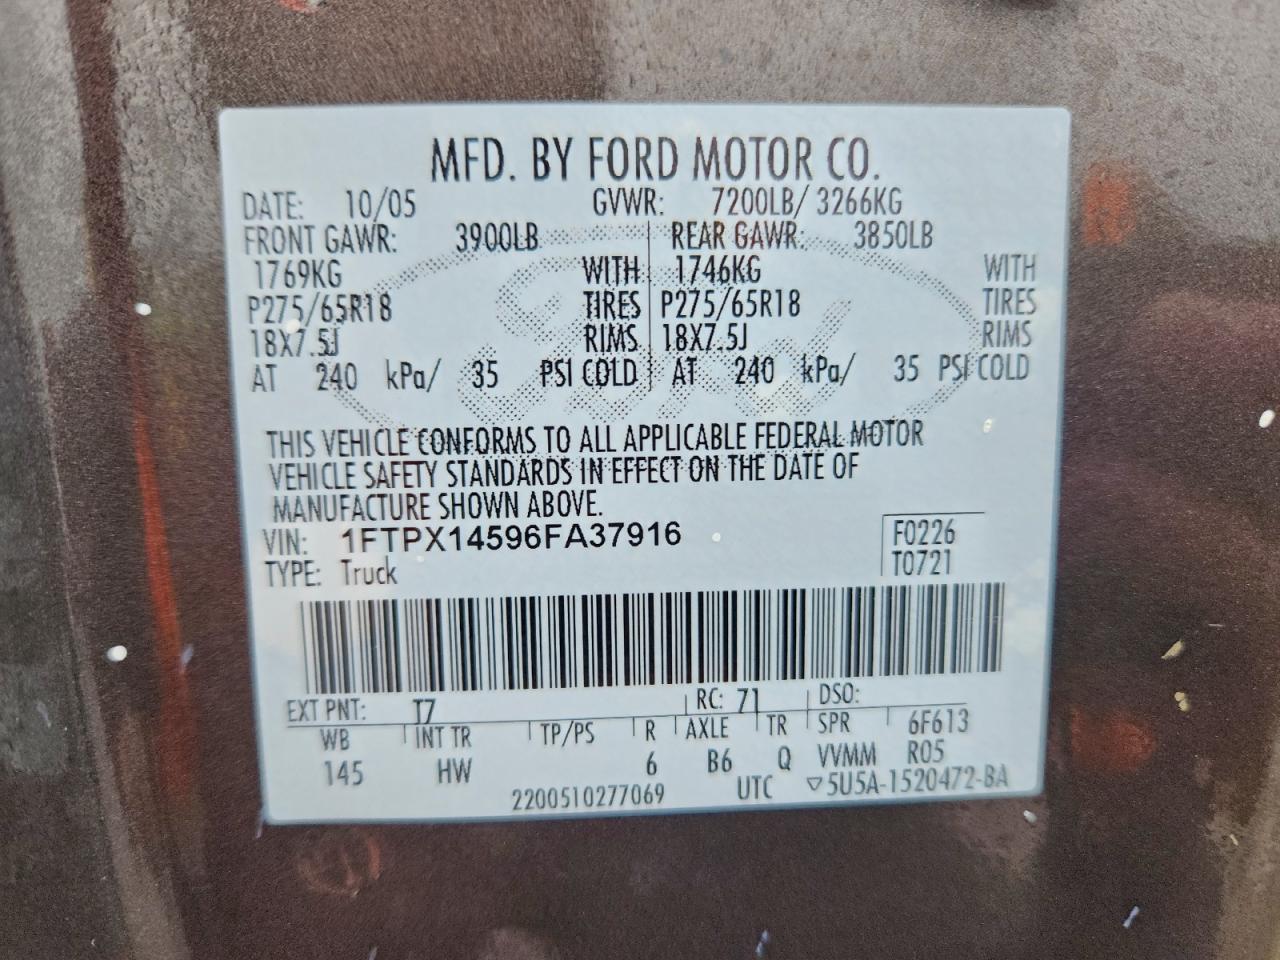 MFD. BY FORD MOTOR CO.
DATE: 10/05 GVWR: 7200LB/ 3266KG
FRONT GAWR: 3900LB REAR GAWR: 3850LB
1769KG WITH 1746KG WITH
P275/65R18 TIRES P275/65R18 TIRES
18X7.5J RIMS 18X7.5J RIMS
AT 240 kPa/ 35 PSI COLD AT 240 kPa/ 35 PSI COLD
THIS VEHICLE CONFORMS TO ALL APPLICABLE FEDERAL MOTOR
VEHICLE SAFETY STANDARDS IN EFFECT ON THE DATE OF
MANUFACTURE SHOWN ABOVE.
VIN: 1FTPX14596FA37916 F0226
TYPE: Truck T0721
EXT PNT: T7 RC: 71 DSO:
WB INT TR TP/PS R AXLE TR SPR 6F613
145 HW 6 B6 Q VVMM R05
2200510277069 UTC ▽5U5A-1520472-BA